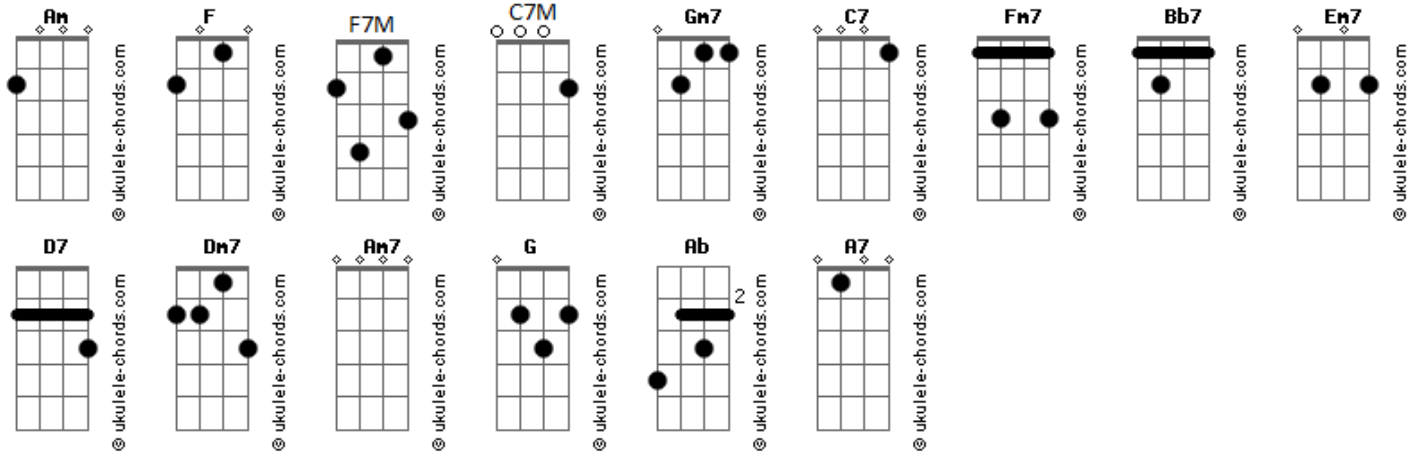 Am F F7M C7M Gm7 C7 Fm7 Bb7 Em7
© ukulele-chords.com © ukulele-chords.com © ukulele-chords.com © ukulele-chords.com © ukulele-chords.com © ukulele-chords.com © ukulele-chords.com © ukulele-chords.com © ukulele-chords.com
D7 Dm7 Am7 G Ab A7
2
© ukulele-chords.com © ukulele-chords.com © ukulele-chords.com © ukulele-chords.com © ukulele-chords.com © ukulele-chords.com